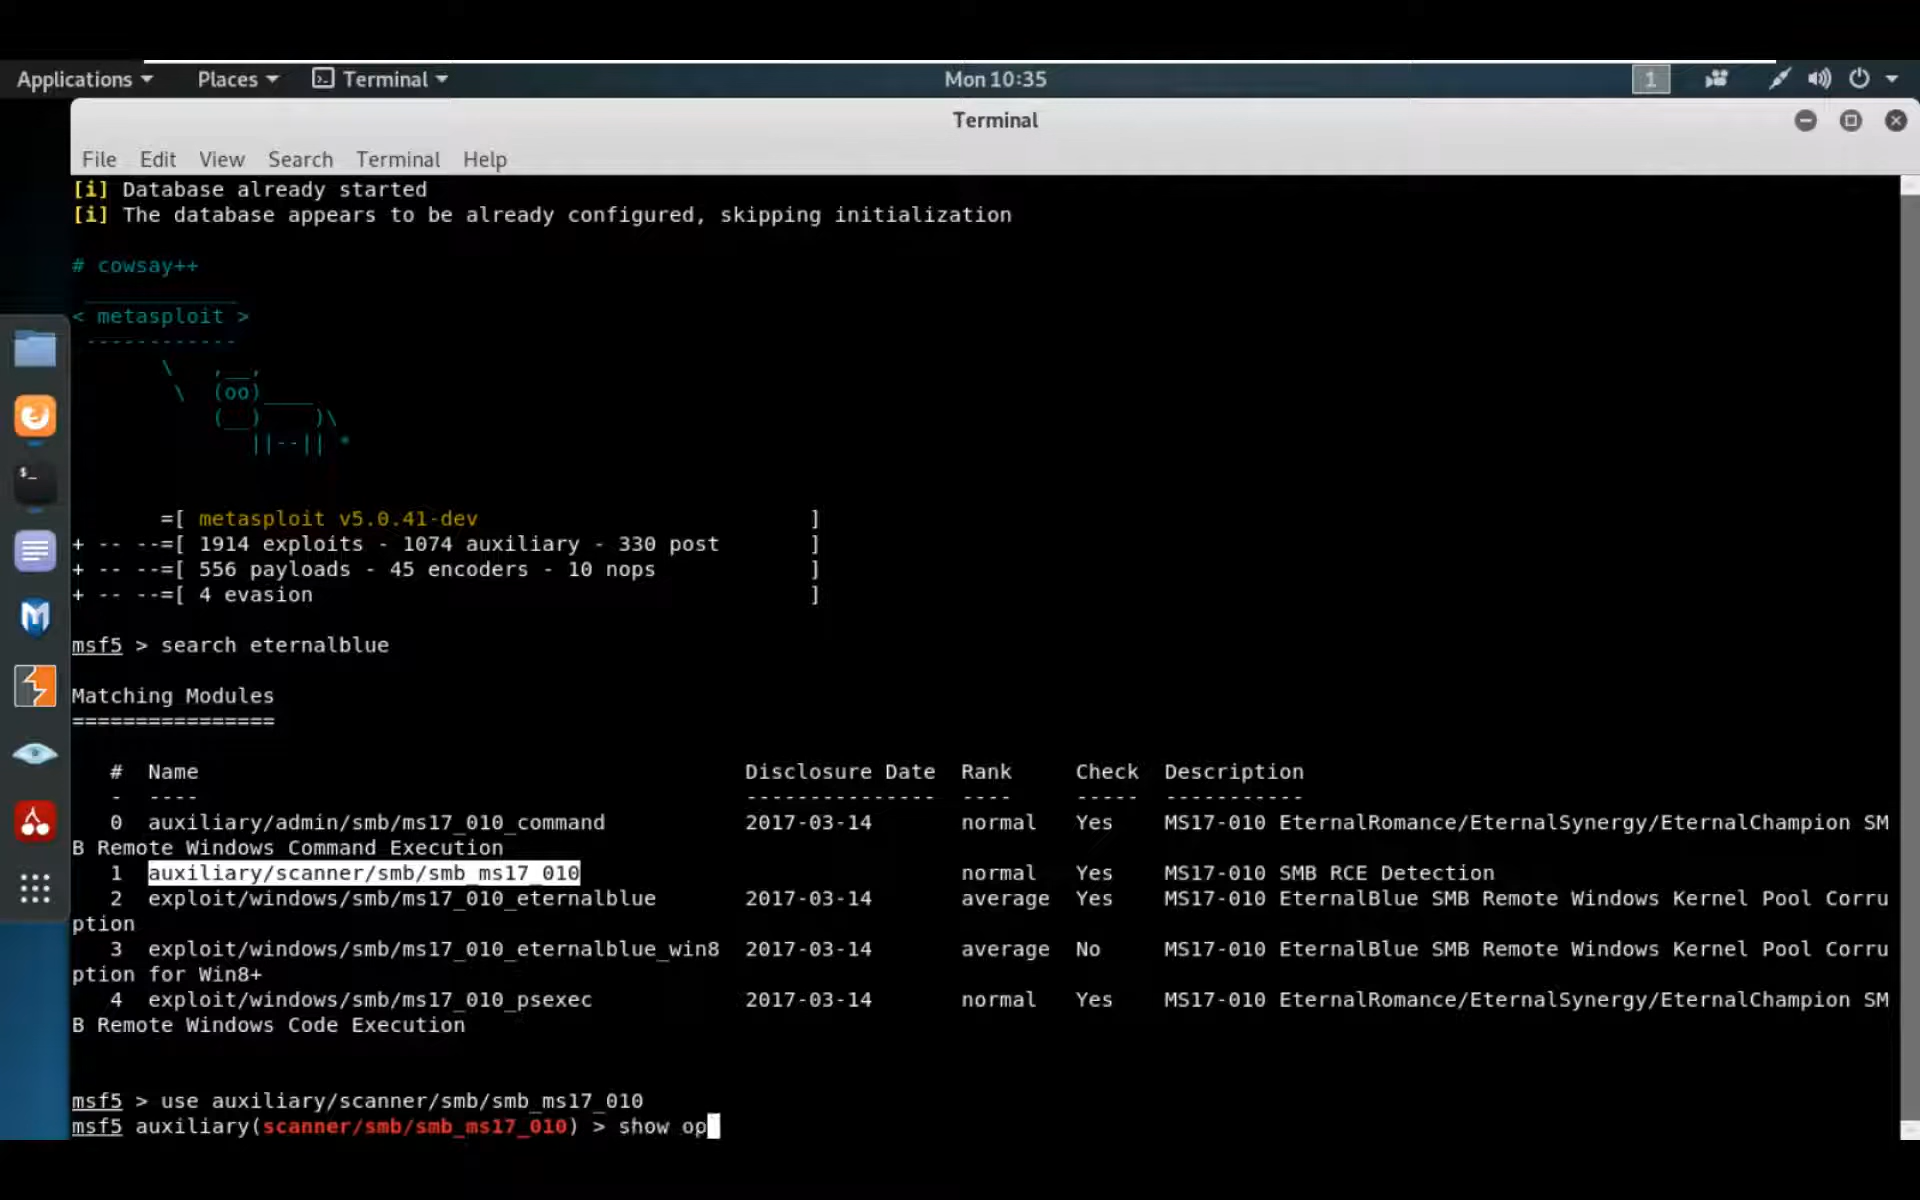 Applications Places Terminal Mon 10:35 1
Terminal
File Edit View Search Terminal Help
[i] Database already started
[i] The database appears to be already configured, skipping initialization
# cowsay++
 ____________
< metasploit >
 ------------
       \   ,__,
        \  (oo)____
           (__)    )\
              ||--|| *
       =[ metasploit v5.0.41-dev                          ]
+ -- --=[ 1914 exploits - 1074 auxiliary - 330 post       ]
+ -- --=[ 556 payloads - 45 encoders - 10 nops            ]
+ -- --=[ 4 evasion                                       ]
msf5 > search eternalblue
Matching Modules
================
   #  Name                                          Disclosure Date  Rank     Check  Description
   -  ----                                          ---------------  ----     -----  -----------
   0  auxiliary/admin/smb/ms17_010_command          2017-03-14       normal   Yes    MS17-010 EternalRomance/EternalSynergy/EternalChampion SM
B Remote Windows Command Execution
   1  auxiliary/scanner/smb/smb_ms17_010                             normal   Yes    MS17-010 SMB RCE Detection
   2  exploit/windows/smb/ms17_010_eternalblue      2017-03-14       average  Yes    MS17-010 EternalBlue SMB Remote Windows Kernel Pool Corru
ption
   3  exploit/windows/smb/ms17_010_eternalblue_win8 2017-03-14       average  No     MS17-010 EternalBlue SMB Remote Windows Kernel Pool Corru
ption for Win8+
   4  exploit/windows/smb/ms17_010_psexec           2017-03-14       normal   Yes    MS17-010 EternalRomance/EternalSynergy/EternalChampion SM
B Remote Windows Code Execution
msf5 > use auxiliary/scanner/smb/smb_ms17_010
msf5 auxiliary(scanner/smb/smb_ms17_010) > show op